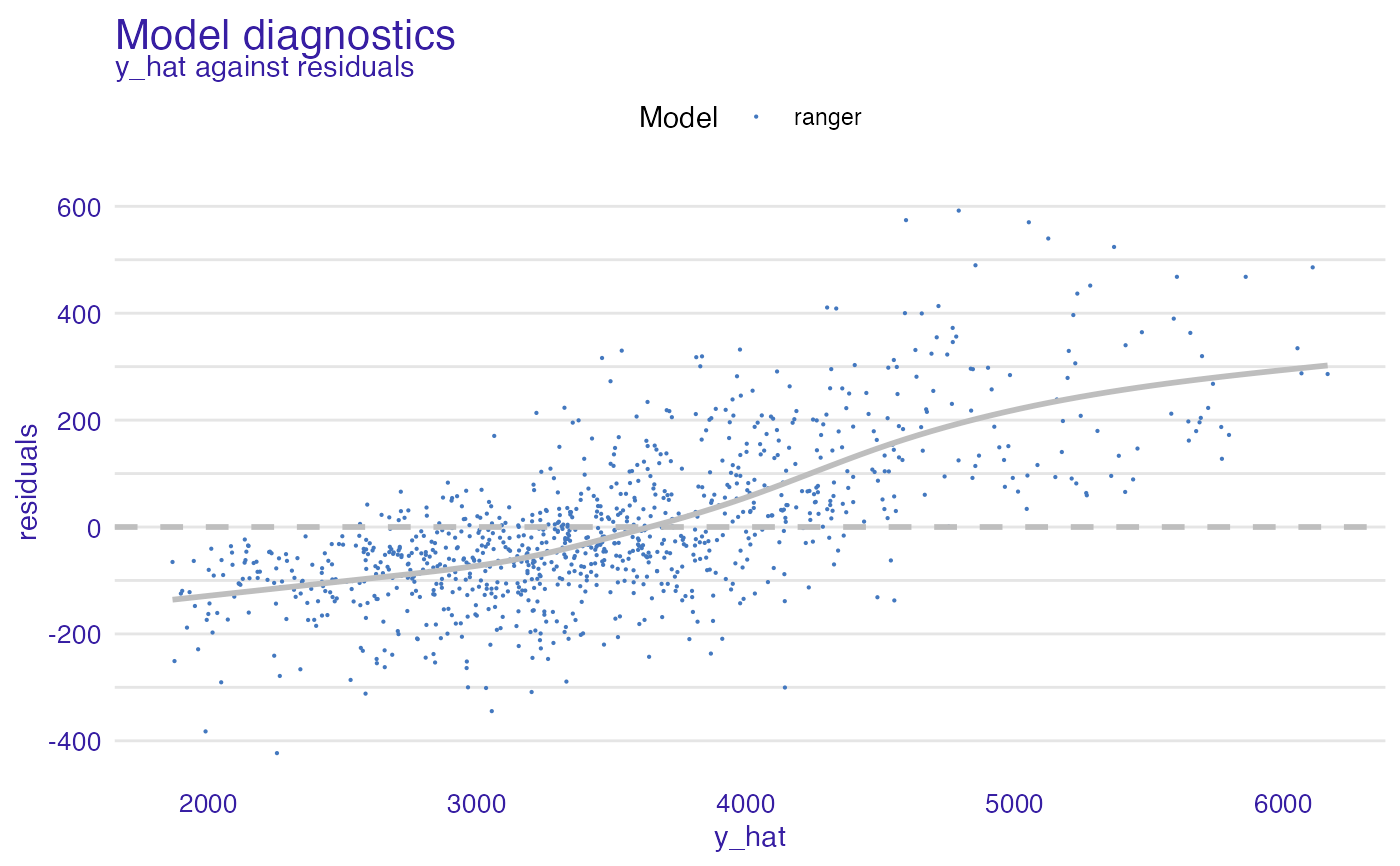 Model diagnostics
y_hat against residuals
Model ranger
600
400
200
0
-200
-400
residuals
2000 3000 4000 5000 6000
y_hat